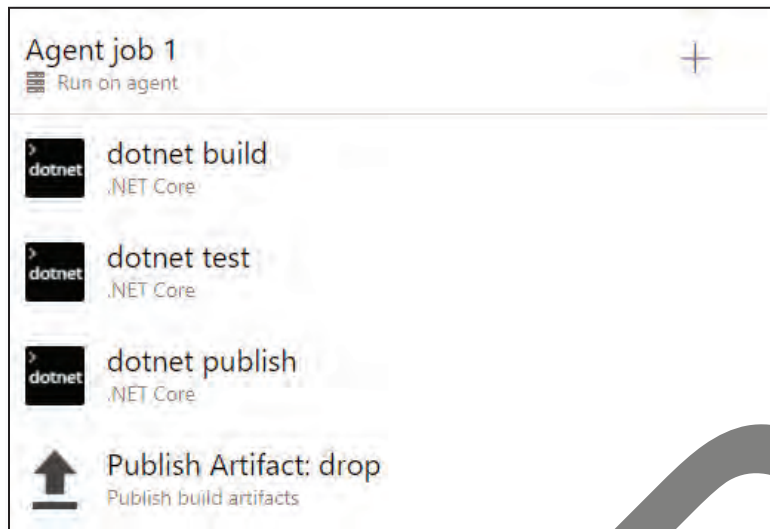 Agent job 1
Run on agent
>
dotnet
dotnet build
.NET Core
>
dotnet
dotnet test
.NET Core
>
dotnet
dotnet publish
.NET Core
Publish Artifact: drop
Publish build artifacts